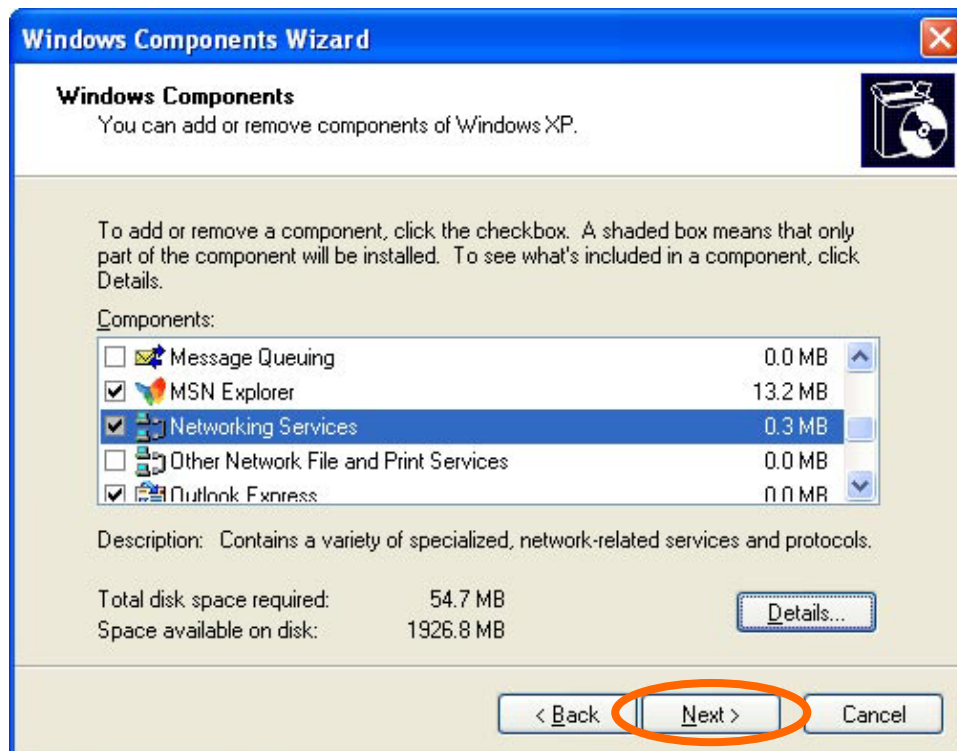 Windows Components Wizard
Windows Components
You can add or remove components of Windows XP.
To add or remove a component, click the checkbox. A shaded box means that only
part of the component will be installed. To see what's included in a component, click
Details.
Components:
Message Queuing 0.0 MB
MSN Explorer 13.2 MB
Networking Services 0.3 MB
Other Network File and Print Services 0.0 MB
Outlook Express 0.0 MB
Description: Contains a variety of specialized, network-related services and protocols.
Total disk space required: 54.7 MB
Space available on disk: 1926.8 MB
Details...
< Back Next > Cancel